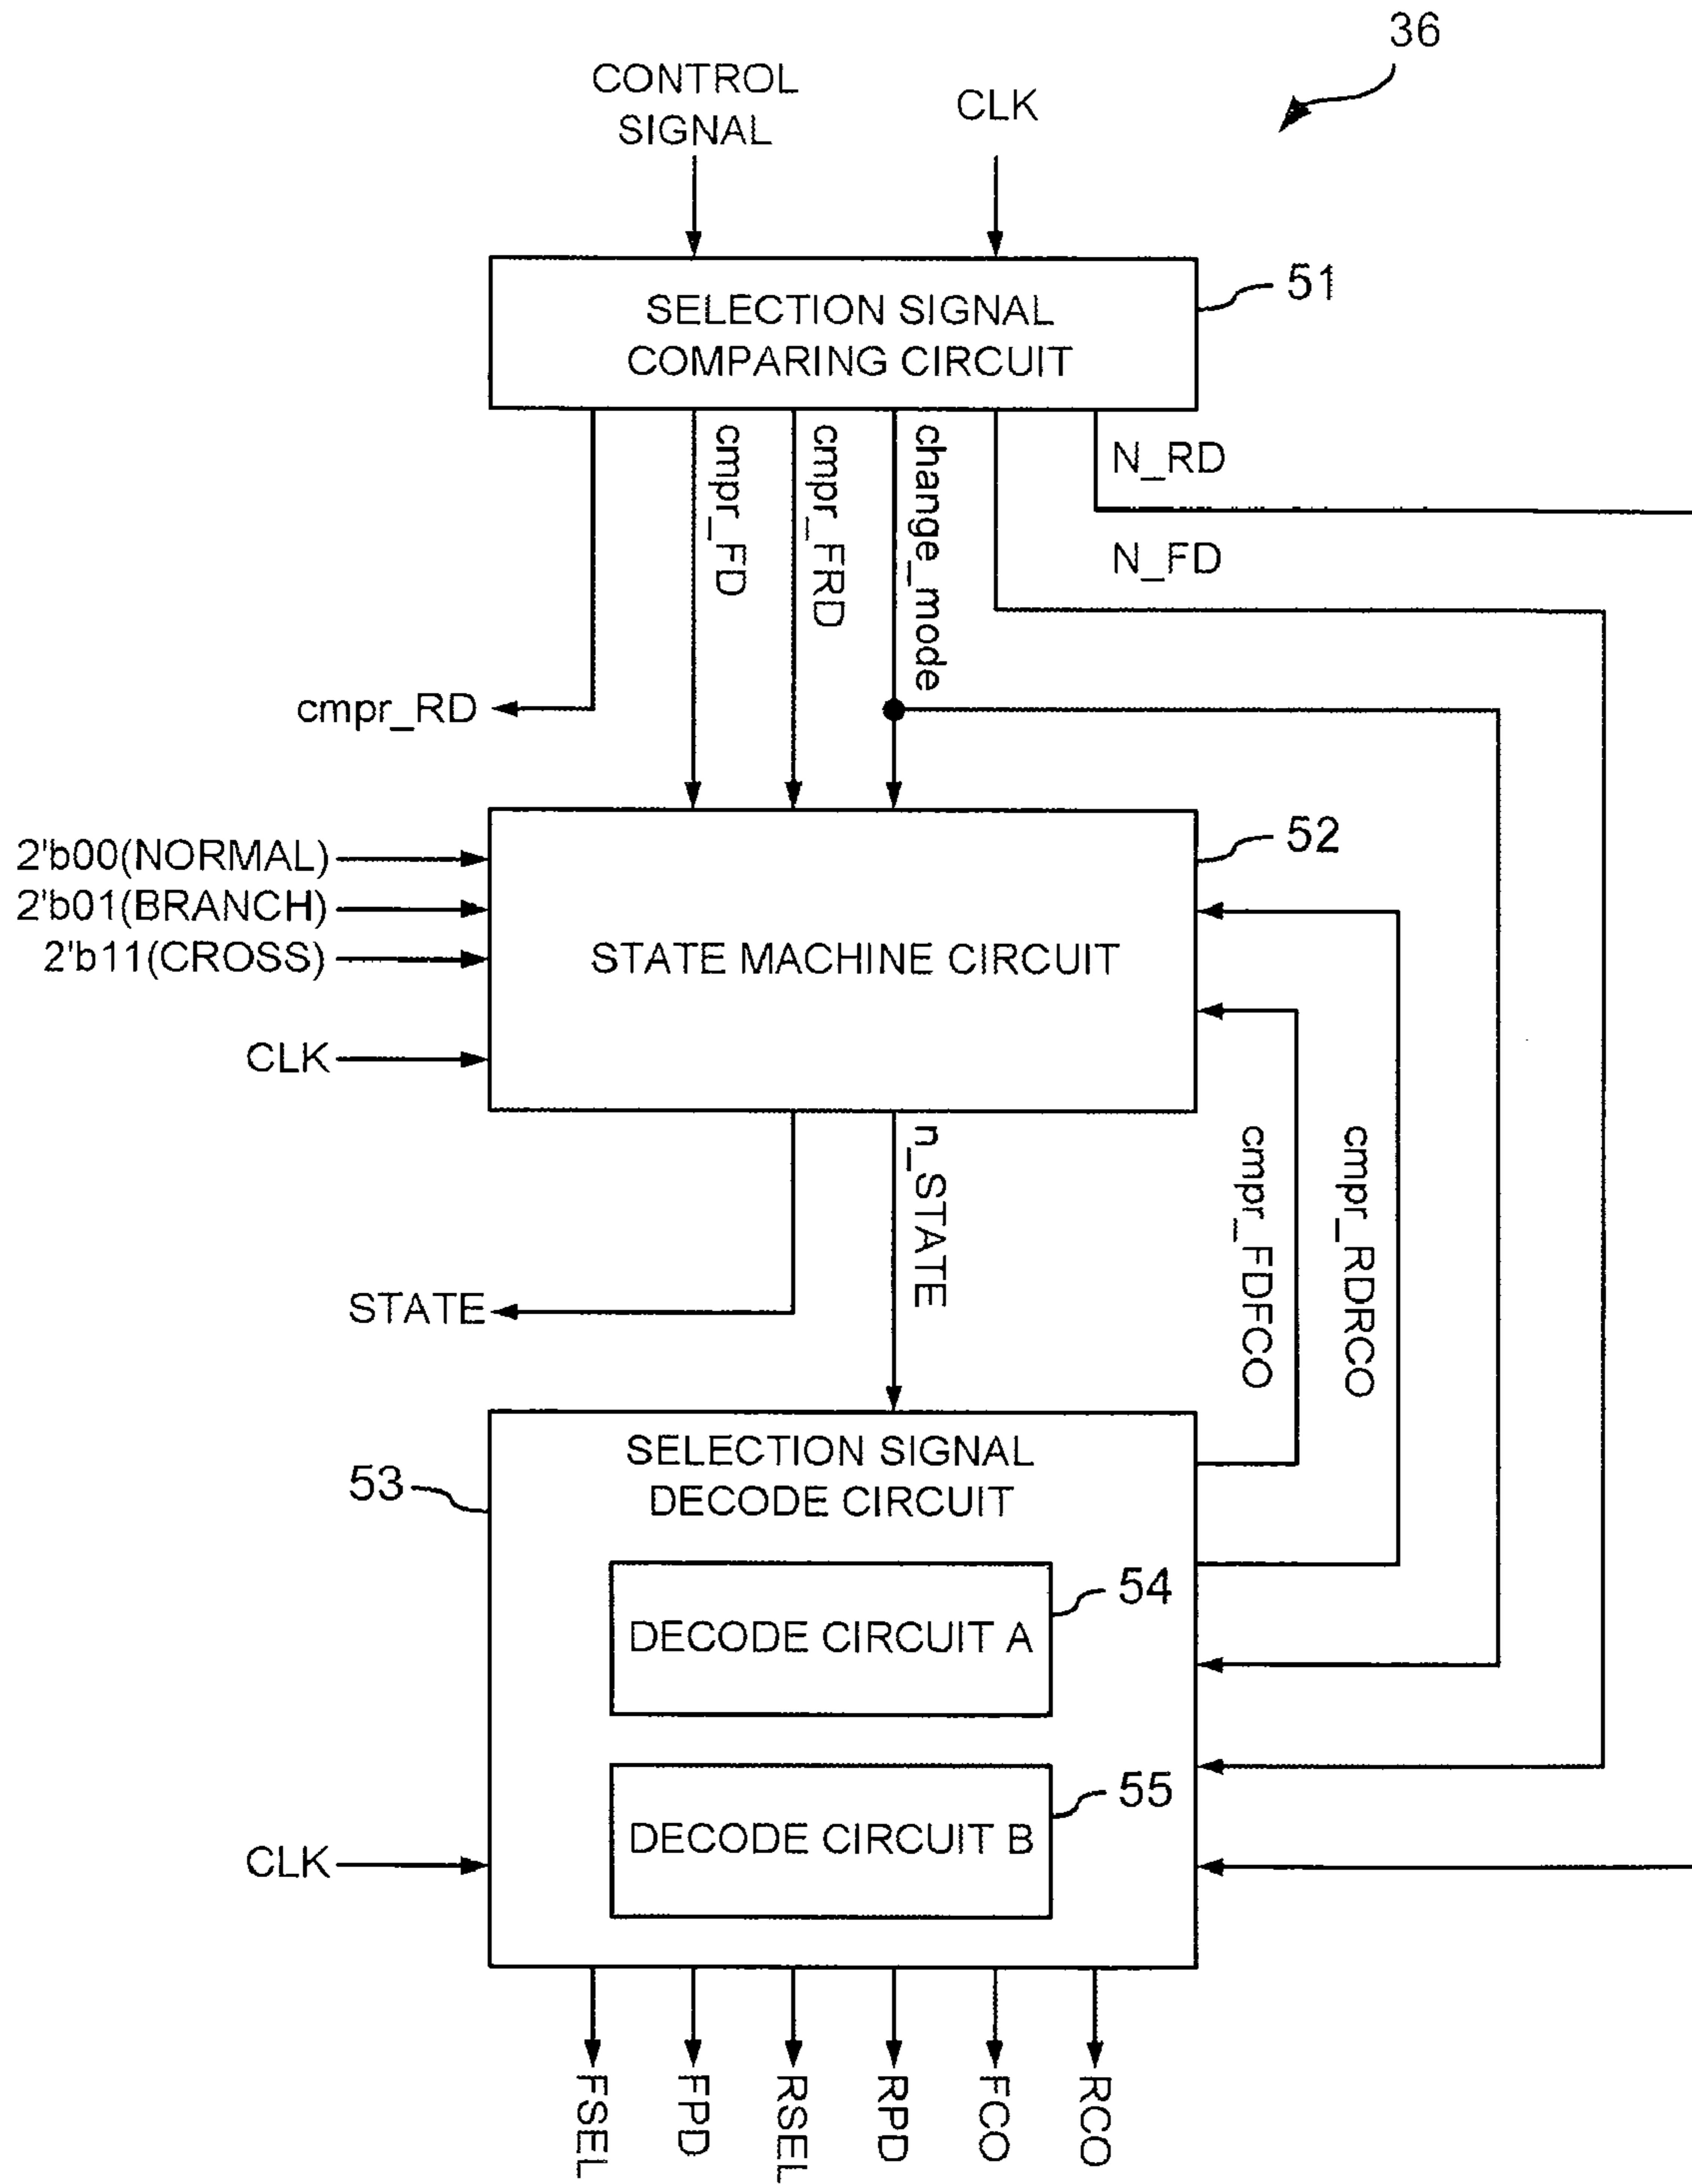 36
CONTROL
SIGNAL
CLK
SELECTION SIGNAL
COMPARING CIRCUIT
51
cmpr_FD
cmpr_FRD
change_mode
N_RD
N_FD
cmpr_RD
2'b00(NORMAL)
2'b01(BRANCH)
2'b11(CROSS)
CLK
STATE MACHINE CIRCUIT
52
n_STATE
cmpr_FDFCO
cmpr_RDRCO
STATE
SELECTION SIGNAL
DECODE CIRCUIT
53
DECODE CIRCUIT A
54
DECODE CIRCUIT B
55
CLK
FSEL
FPD
RSEL
RPD
FCO
RCO